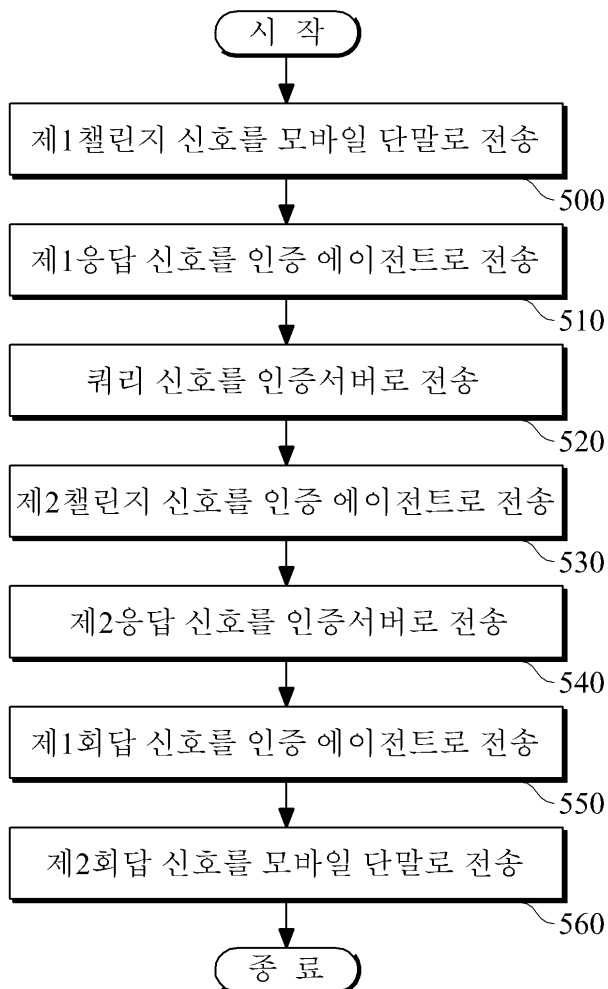 시 작
제1챌린지 신호를 모바일 단말로 전송
500
제1응답 신호를 인증 에이전트로 전송
510
쿼리 신호를 인증서버로 전송
520
제2챌린지 신호를 인증 에이전트로 전송
530
제2응답 신호를 인증서버로 전송
540
제1회답 신호를 인증 에이전트로 전송
550
제2회답 신호를 모바일 단말로 전송
560
종 료